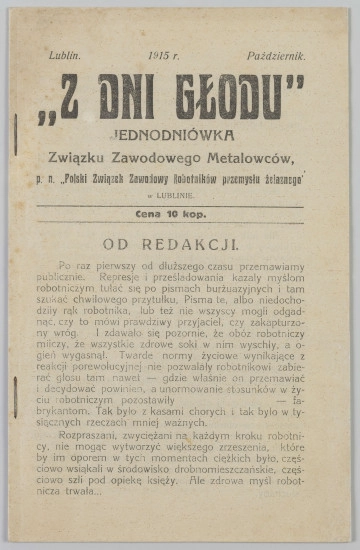 Lublin. 1915 r. Październik.
„Z DNI GŁODU”
JEDNODNIÓWKA
Związku Zawodowego Metalowców,
p. n. „Polski Związek Zawodowy Robotników przemysłu żelaznego”
w LUBLINIE.
Cena 10 kop.
OD REDAKCJI.
Po raz pierwszy od dłuższego czasu przemawiamy
publicznie. Represje i prześladowania kazały myślom
robotniczym tułać się po pismach burżuazyjnych i tam
szukać chwilowego przytułku. Pisma te, albo niedocho-
dziły rąk robotnika, lub też nie wszyscy mogli odgad-
nąć, czy to mówi prawdziwy przyjaciel, czy zakapturzo-
ny wróg. I zdawało się pozornie, że obóz robotniczy
milczy, że wszystkie zdrowe soki w nim wyschły, a o-
gień wygasnął. Twarde normy życiowe wynikające z
reakcji porewolucyjnej nie pozwalały robotnikowi zabie-
rać głosu tam nawet — gdzie właśnie on przemawiać
i decydować powinien, a unormowanie stosunków w ży-
ciu robotniczym pozostawiły — fa-
brykantom. Tak było z kasami chorych i tak było w ty-
siącznych rzeczach mniej ważnych.
Rozpraszani, zwyciężani na każdym kroku robotni-
cy, nie mogąc wytworzyć większego zrzeszenia, które
by im oporem w tych momentach ciężkich było, częś-
ciowo wsiąkali w środowisko drobnomieszczańskie, częś-
ciowo szli pod opiekę księży. Ale zdrowa myśl robot-
nicza trwała...